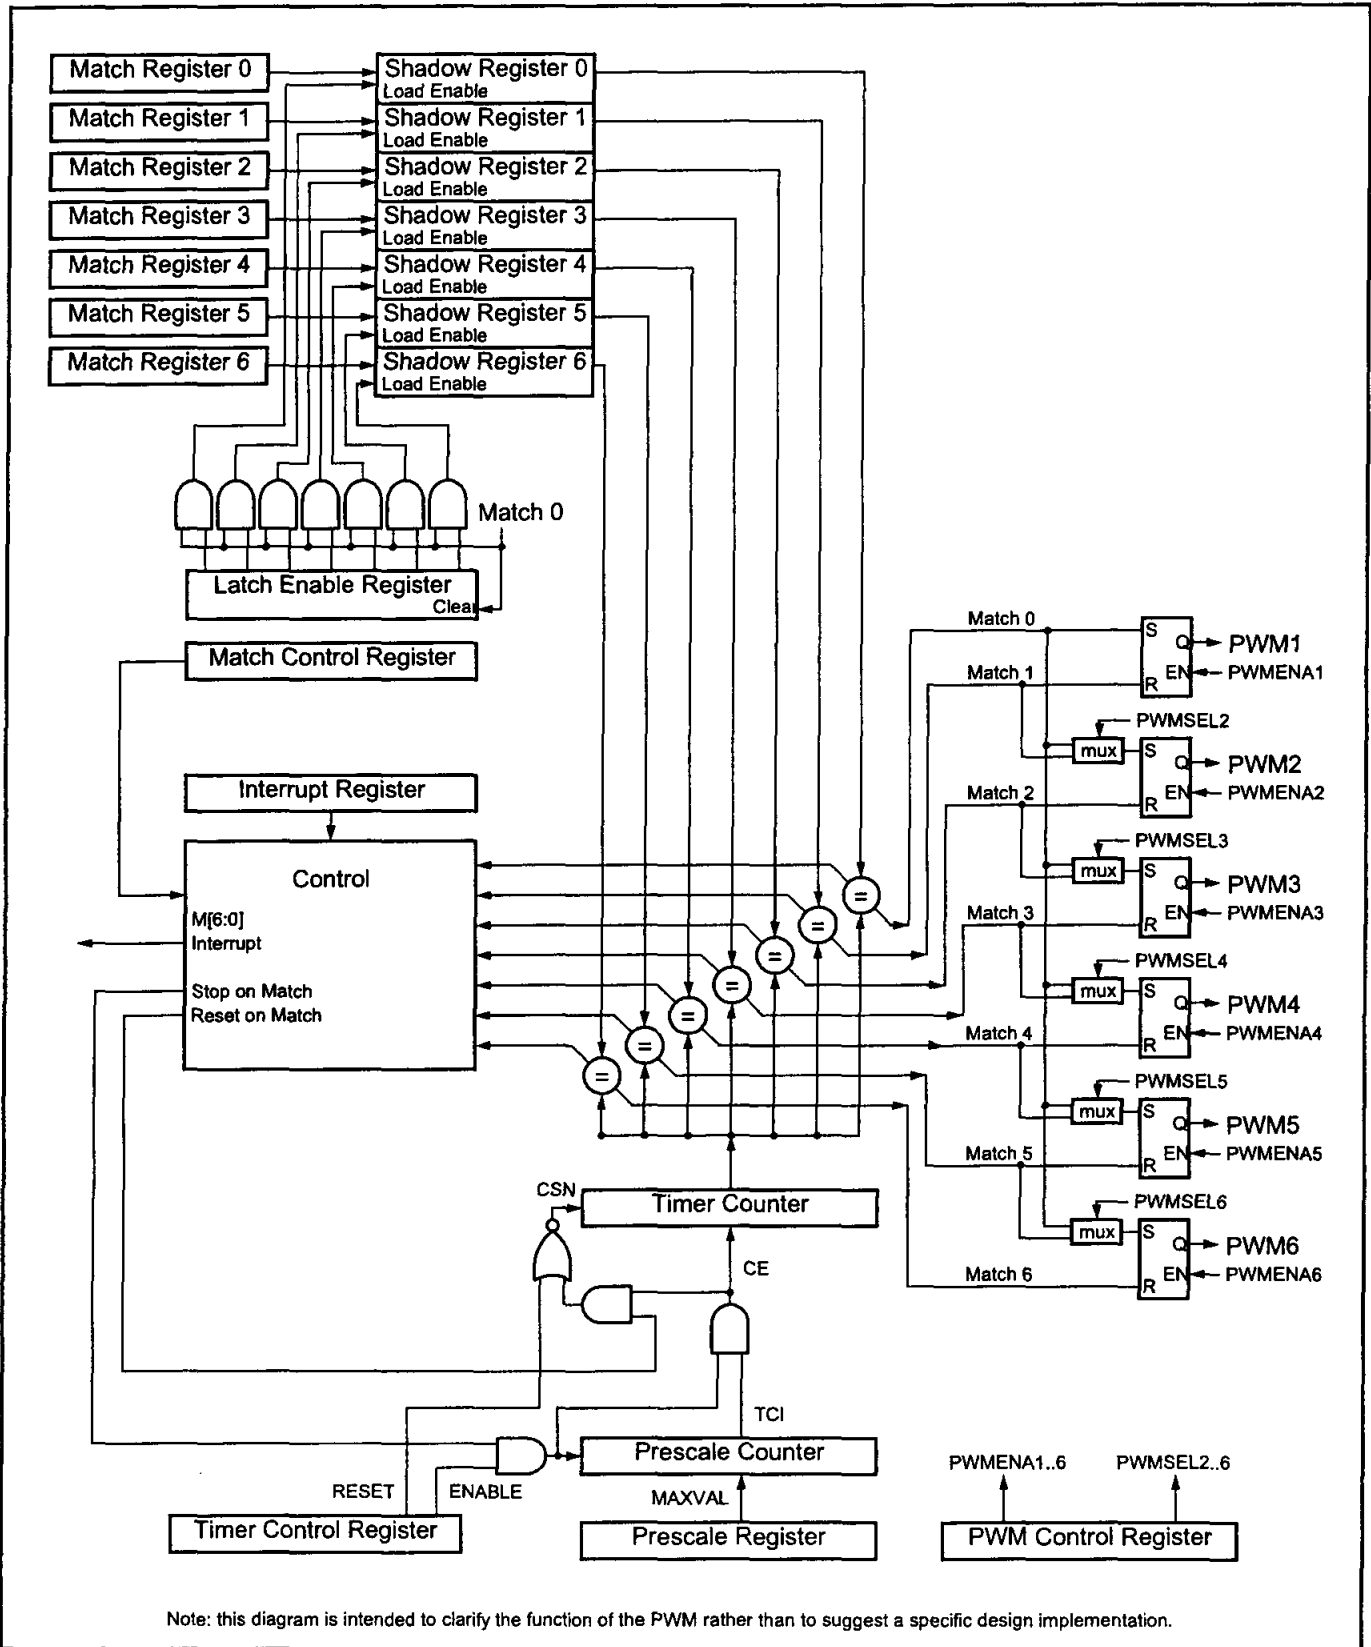 Match Register 0
Shadow Register 0
Load Enable
Match Register 1
Shadow Register 1
Load Enable
Match Register 2
Shadow Register 2
Load Enable
Match Register 3
Shadow Register 3
Load Enable
Match Register 4
Shadow Register 4
Load Enable
Match Register 5
Shadow Register 5
Load Enable
Match Register 6
Shadow Register 6
Load Enable
Match 0
Latch Enable Register
Clear
Match Control Register
Interrupt Register
Control
M[6:0]
Interrupt
Stop on Match
Reset on Match
= = = = = = =
Match 0
S
Q
PWM1
Match 1
EN
PWMENA1
R
PWMSEL2
mux
S
Q
PWM2
Match 2
EN
PWMENA2
R
PWMSEL3
mux
S
Q
PWM3
Match 3
EN
PWMENA3
R
PWMSEL4
mux
S
Q
PWM4
Match 4
EN
PWMENA4
R
PWMSEL5
mux
S
Q
PWM5
Match 5
EN
PWMENA5
R
PWMSEL6
mux
S
Q
PWM6
Match 6
EN
PWMENA6
R
CSN
Timer Counter
CE
TCI
Prescale Counter
RESET
ENABLE
MAXVAL
Timer Control Register
Prescale Register
PWMENA1..6
PWMSEL2..6
PWM Control Register
Note: this diagram is intended to clarify the function of the PWM rather than to suggest a specific design implementation.